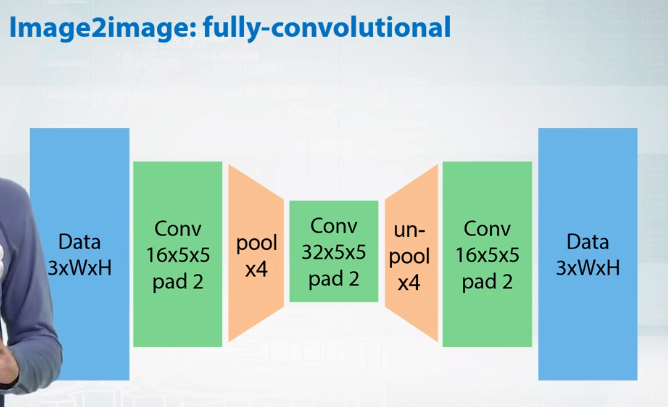 Image2image: fully-convolutional
Data
3xWxH
Conv
16x5x5
pad 2
pool
x4
Conv
32x5x5
pad 2
un-
pool
x4
Conv
16x5x5
pad 2
Data
3xWxH